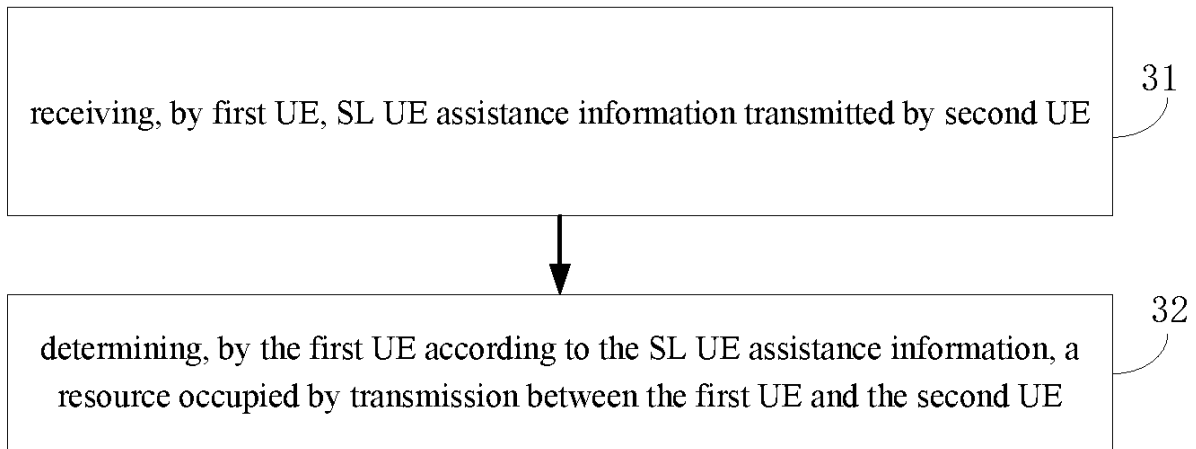 receiving, by first UE, SL UE assistance information transmitted by second UE
31
determining, by the first UE according to the SL UE assistance information, a
resource occupied by transmission between the first UE and the second UE
32